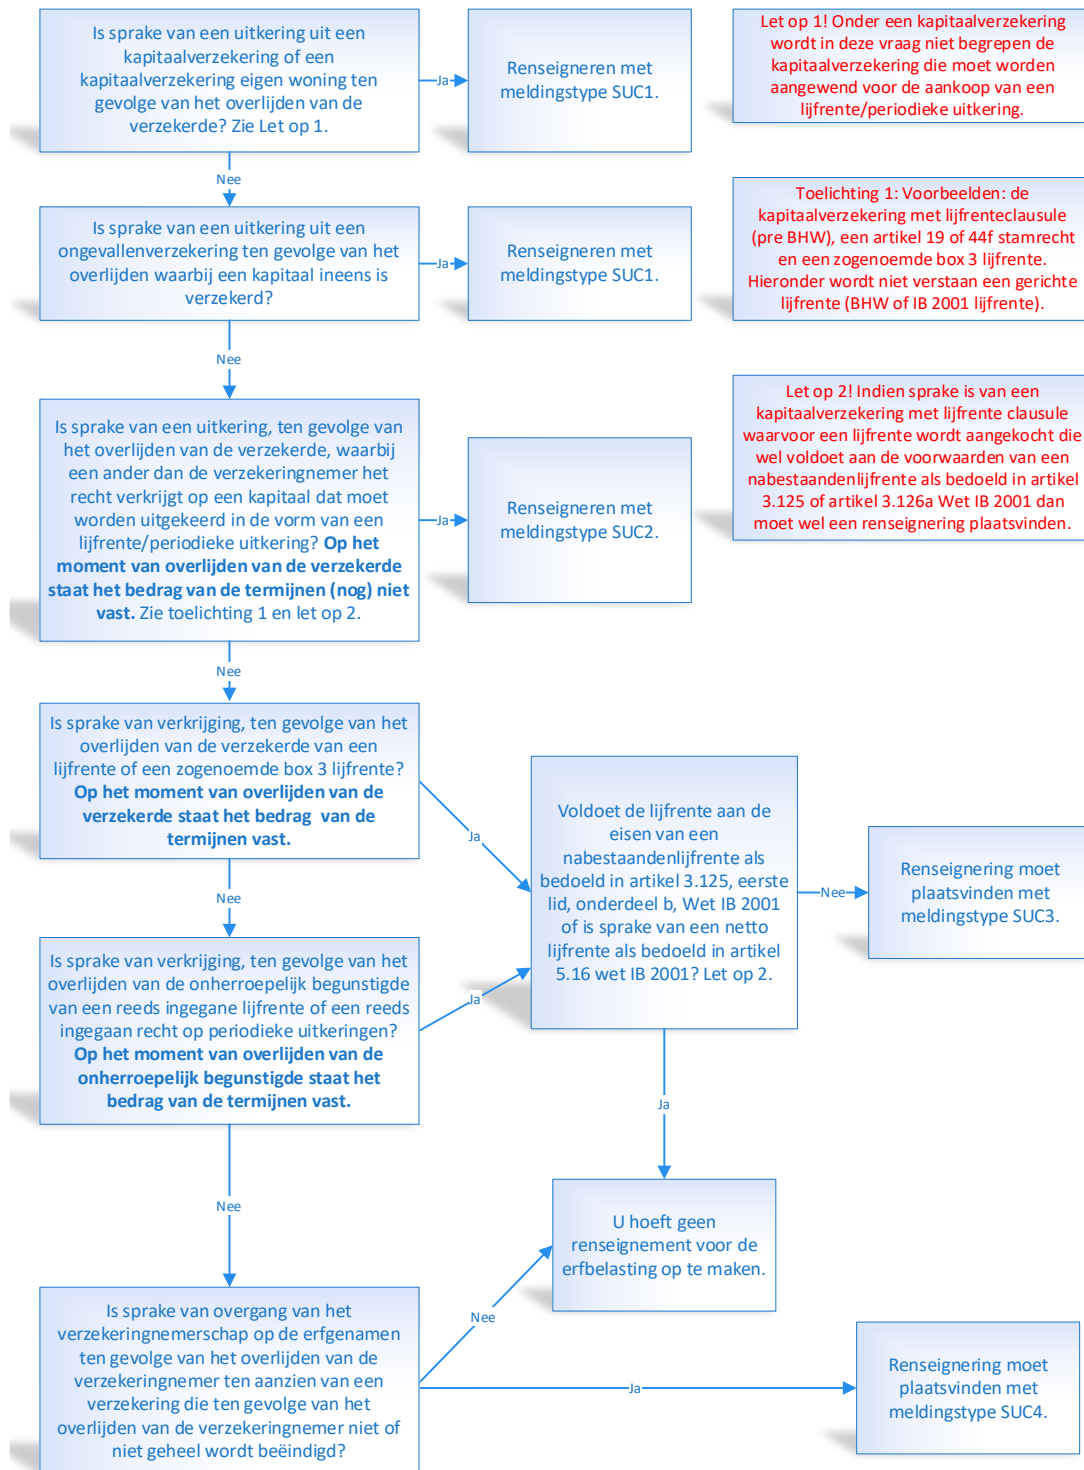 Is sprake van een uitkering uit een
kapitaalverzekering of een
kapitaalverzekering eigen woning ten
gevolge van het overlijden van de
verzekerde? Zie Let op 1.
Ja
Renseigneren met
meldingstype SUC1.
Let op 1! Onder een kapitaalverzekering
wordt in deze vraag niet begrepen de
kapitaalverzekering die moet worden
aangewend voor de aankoop van een
lijfrente/periodieke uitkering.
Nee
Is sprake van een uitkering uit een
ongevallenverzekering ten gevolge van het
overlijden waarbij een kapitaal ineens is
verzekerd?
Ja
Renseigneren met
meldingstype SUC1.
Toelichting 1: Voorbeelden: de
kapitaalverzekering met lijfrenteclausule
(pre BHW), een artikel 19 of 44f stamrecht
en een zogenoemde box 3 lijfrente.
Hieronder wordt niet verstaan een gerichte
lijfrente (BHW of IB 2001 lijfrente).
Nee
Is sprake van een uitkering, ten gevolge van
het overlijden van de verzekerde, waarbij
een ander dan de verzekeringnemer het
recht verkrijgt op een kapitaal dat moet
worden uitgekeerd in de vorm van een
lijfrente/periodieke uitkering? Op het
moment van overlijden van de verzekerde
staat het bedrag van de termijnen (nog) niet
vast. Zie toelichting 1 en let op 2.
Ja
Renseigneren met
meldingstype SUC2.
Let op 2! Indien sprake is van een
kapitaalverzekering met lijfrente clausule
waarvoor een lijfrente wordt aangekocht die
wel voldoet aan de voorwaarden van een
nabestaandenlijfrente als bedoeld in artikel
3.125 of artikel 3.126a Wet IB 2001 dan
moet wel een renseignering plaatsvinden.
Nee
Is sprake van verkrijging, ten gevolge van het
overlijden van de verzekerde van een
lijfrente of een zogenoemde box 3 lijfrente?
Op het moment van overlijden van de
verzekerde staat het bedrag van de
termijnen vast.
Ja
Voldoet de lijfrente aan de
eisen van een
nabestaandenlijfrente als
bedoeld in artikel 3.125, eerste
lid, onderdeel b, Wet IB 2001
of is sprake van een netto
lijfrente als bedoeld in artikel
5.16 wet IB 2001? Let op 2.
Nee
Renseignering moet
plaatsvinden met
meldingstype SUC3.
Nee
Is sprake van verkrijging, ten gevolge van het
overlijden van de onherroepelijk begunstigde
van een reeds ingegane lijfrente of een reeds
ingegaan recht op periodieke uitkeringen?
Op het moment van overlijden van de
onherroepelijk begunstigde staat het
bedrag van de termijnen vast.
Ja
Ja
Nee
U hoeft geen
renseignement voor de
erfbelasting op te maken.
Is sprake van overgang van het
verzekeringnemerschap op de erfgenamen
ten gevolge van het overlijden van de
verzekeringnemer ten aanzien van een
verzekering die ten gevolge van het
overlijden van de verzekeringnemer niet of
niet geheel wordt beëindigd?
Nee
Ja
Renseignering moet
plaatsvinden met
meldingstype SUC4.